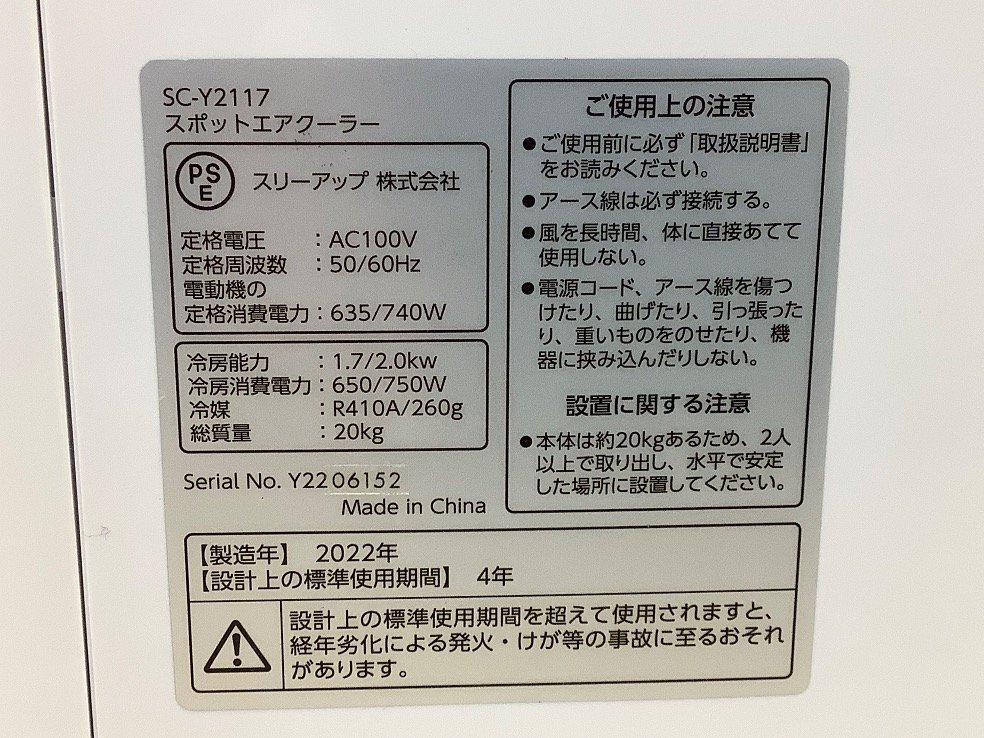 SC-Y2117
スポットエアクーラー
PS
E
スリーアップ 株式会社
定格電圧 : AC100V
定格周波数 : 50/60Hz
電動機の
定格消費電力 : 635/740W
冷房能力 : 1.7/2.0kw
冷房消費電力 : 650/750W
冷媒 : R410A/260g
総質量 : 20kg
Serial No. Y2206152
Made in China
ご使用上の注意
●ご使用前に必ず「取扱説明書」
をお読みください。
●アース線は必ず接続する。
●風を長時間、体に直接あてて
使用しない。
●電源コード、アース線を傷つ
けたり、曲げたり、引っ張った
り、重いものをのせたり、機
器に挟み込んだりしない。
設置に関する注意
●本体は約20kgあるため、2人
以上で取り出し、水平で安定
した場所に設置してください。
【製造年】 2022年
【設計上の標準使用期間】 4年
設計上の標準使用期間を超えて使用されますと、
経年劣化による発火・けが等の事故に至るおそれ
があります。